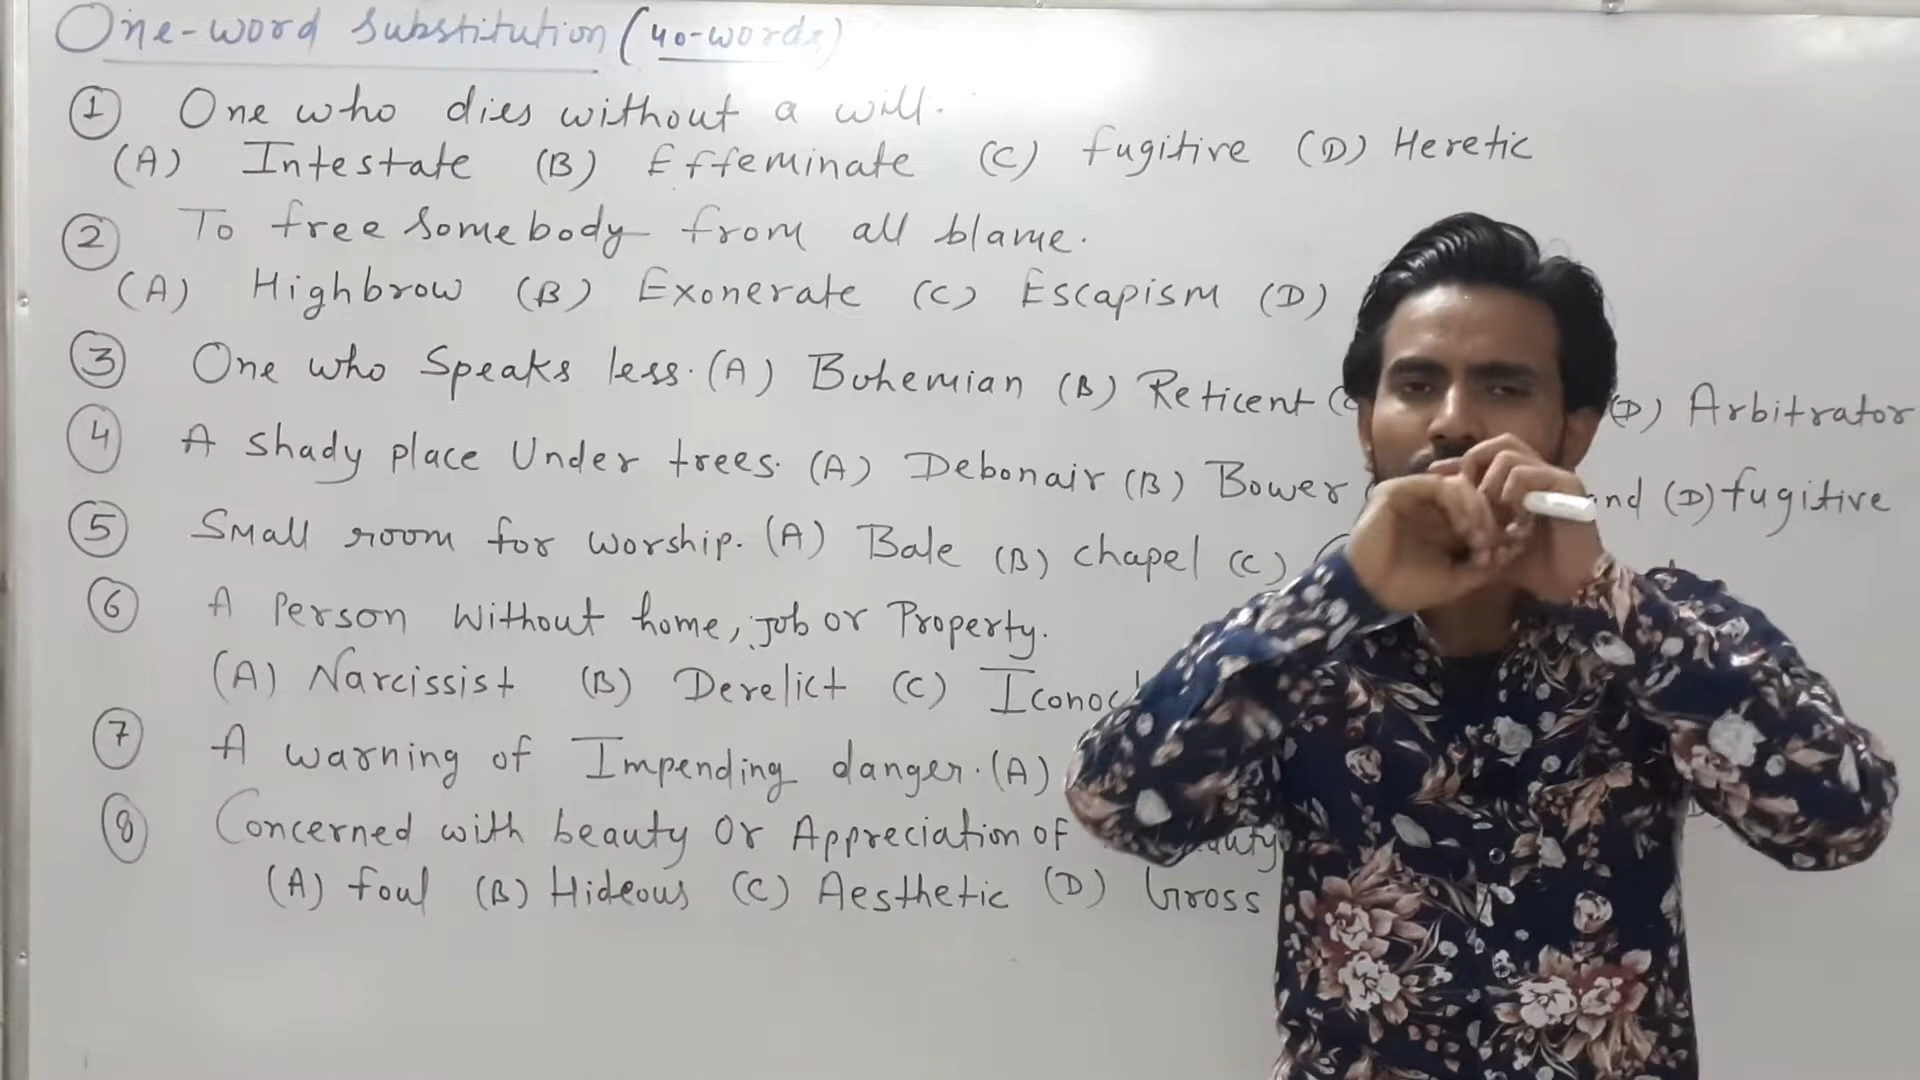 One-word Substitution (40-words)
① One who dies without a will.
(A) Intestate (B) Effeminate (C) fugitive (D) Heretic
② To free somebody from all blame.
(A) Highbrow (B) Exonerate (C) Escapism (D)
③ One who Speaks less. (A) Bohemian (B) Reticent (D) Arbitrator
④ A shady place Under trees. (A) Debonair (B) Bower (D) fugitive
⑤ Small room for worship. (A) Bale (B) chapel (C)
⑥ A Person without home, job or Property.
(A) Narcissist (B) Derelict (C)
⑦ A warning of Impending danger. (A)
⑧ Concerned with beauty Or Appreciation of
(A) foul (B) Hideous (C) Aesthetic (D) Gross